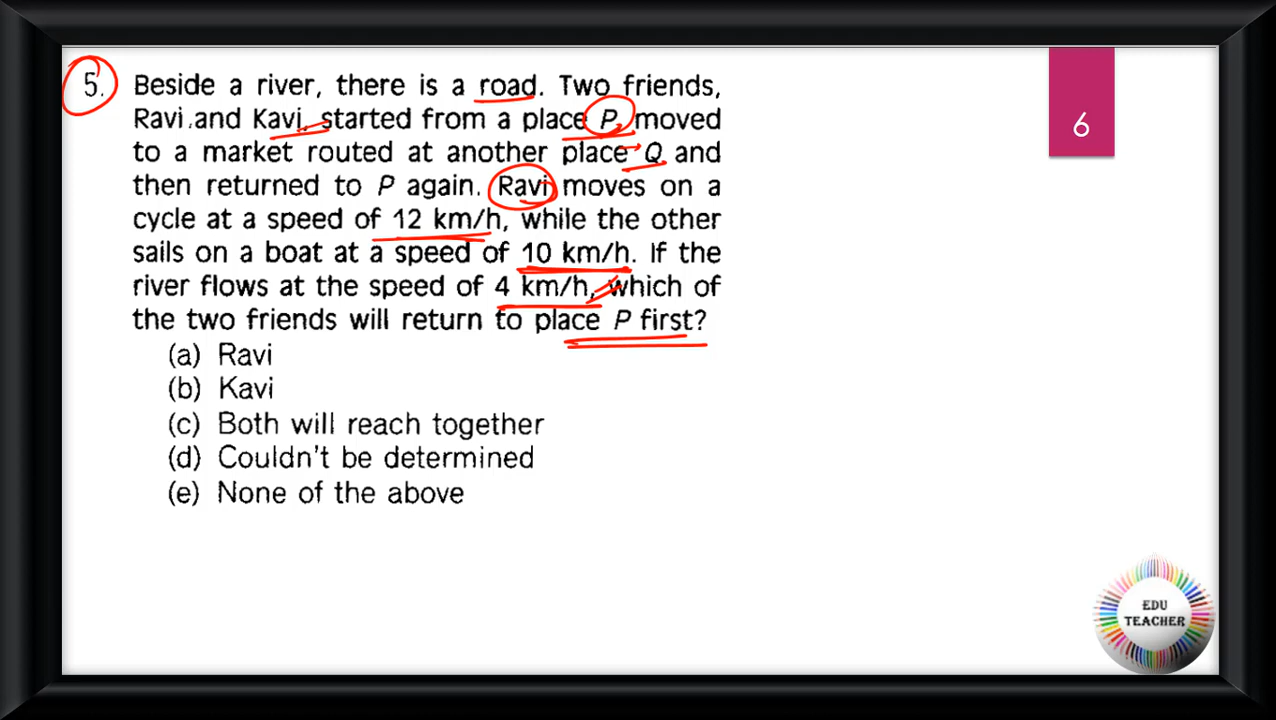 5. Beside a river, there is a road. Two friends,
Ravi and Kavi, started from a place P, moved
to a market routed at another place Q and
then returned to P again. Ravi moves on a
cycle at a speed of 12 km/h, while the other
sails on a boat at a speed of 10 km/h. If the
river flows at the speed of 4 km/h, which of
the two friends will return to place P first?
(a) Ravi
(b) Kavi
(c) Both will reach together
(d) Couldn't be determined
(e) None of the above
6
EDU
TEACHER